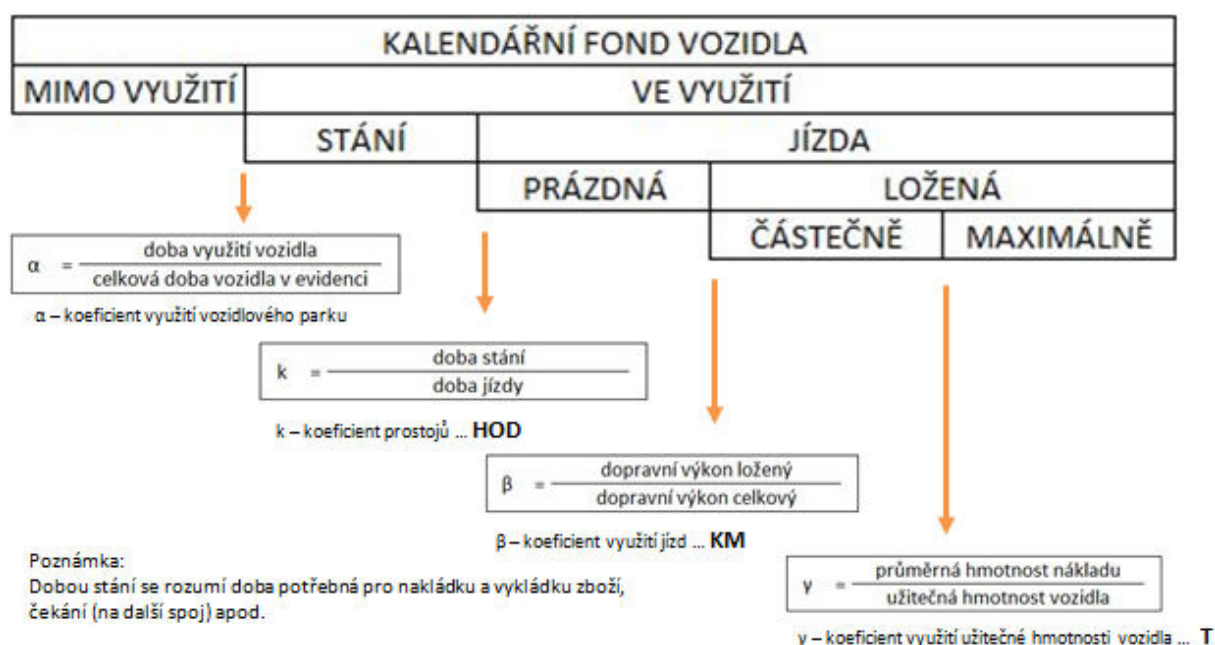 KALENDÁŘNÍ FOND VOZIDLA
MIMO VYUŽITÍ VE VYUŽITÍ
STÁNÍ JÍZDA
PRÁZDNÁ LOŽENÁ
ČÁSTEČNĚ MAXIMÁLNĚ
doba využití vozidla
α =
celková doba vozidla v evidenci
α – koeficient využití vozidlového parku
doba stání
k =
doba jízdy
k – koeficient prostojů ... HOD
dopravní výkon ložený
β =
dopravní výkon celkový
β – koeficient využití jízd ... KM
Poznámka:
Dobou stání se rozumí doba potřebná pro nakládku a vykládku zboží,
čekání (na další spoj) apod.
průměrná hmotnost nákladu
γ =
užitečná hmotnost vozidla
γ – koeficient využití užitečné hmotnosti vozidla ... T